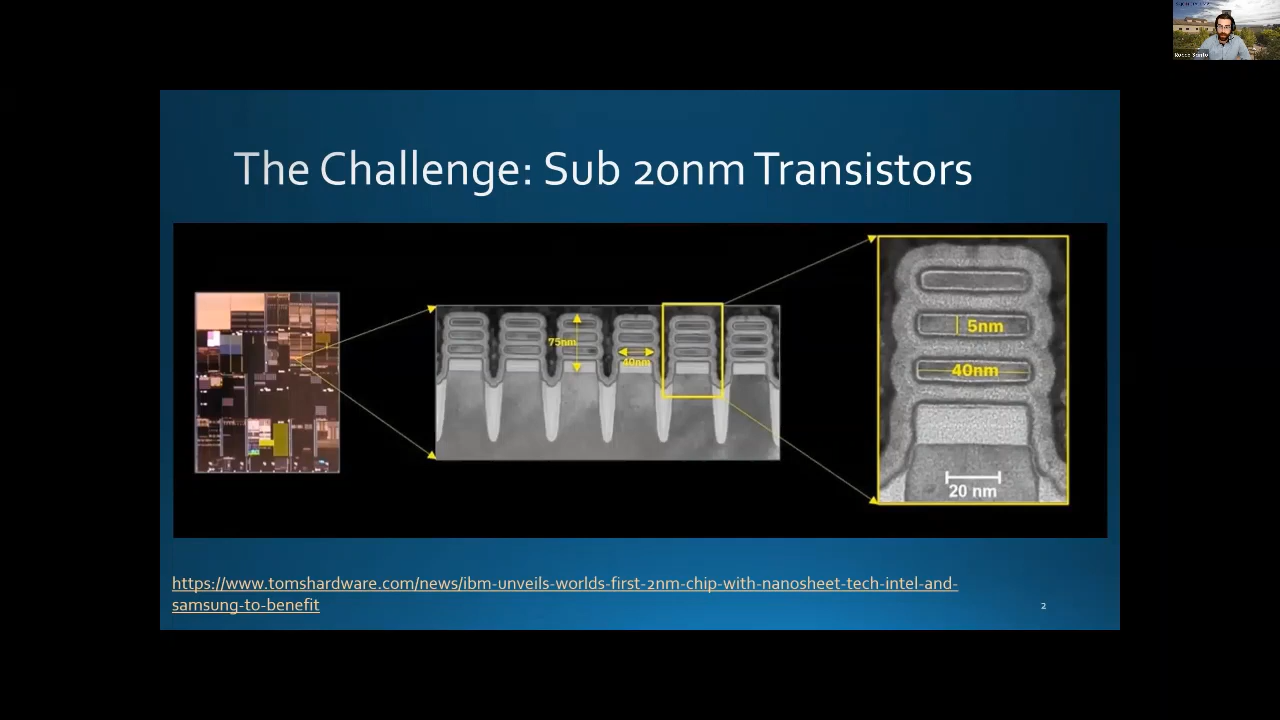 The Challenge: Sub 20nm Transistors
75nm
40nm
5nm
40nm
20 nm
https://www.tomshardware.com/news/ibm-unveils-worlds-first-2nm-chip-with-nanosheet-tech-intel-and-
samsung-to-benefit
2